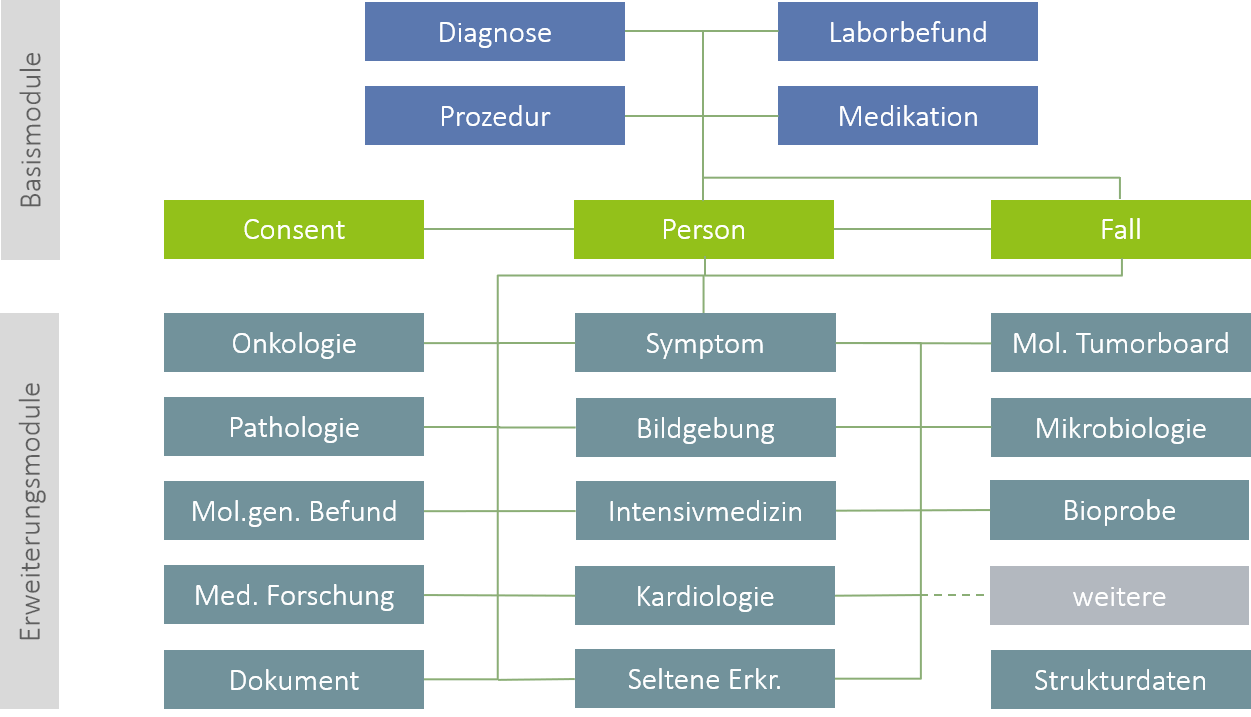 Basismodule
Diagnose
Laborbefund
Prozedur
Medikation
Consent
Person
Fall
Erweiterungsmodule
Onkologie
Symptom
Mol. Tumorboard
Pathologie
Bildgebung
Mikrobiologie
Mol.gen. Befund
Intensivmedizin
Bioprobe
Med. Forschung
Kardiologie
weitere
Dokument
Seltene Erkr.
Strukturdaten